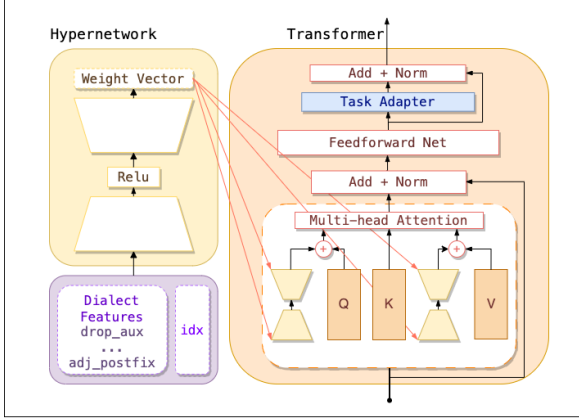 Hypernetwork
Transformer
Weight Vector
Relu
Dialect
Features
drop_aux
...
adj_postfix
idx
Add + Norm
Task Adapter
Feedforward Net
Add + Norm
Multi-head Attention
+
+
Q
K
V